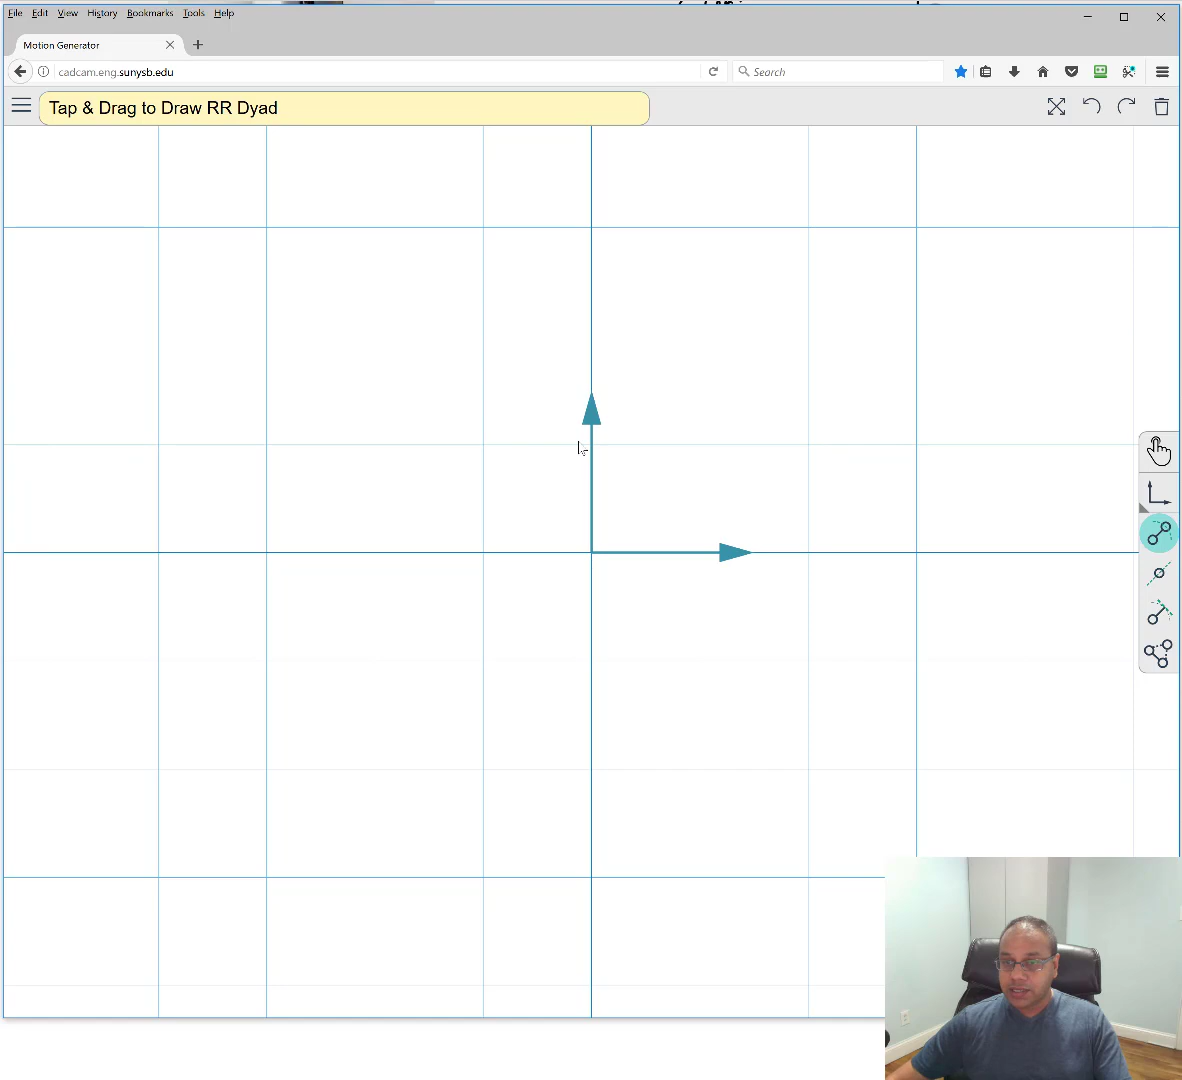 File Edit View History Bookmarks Tools Help
Motion Generator
cadcam.eng.sunysb.edu
Search
Tap & Drag to Draw RR Dyad